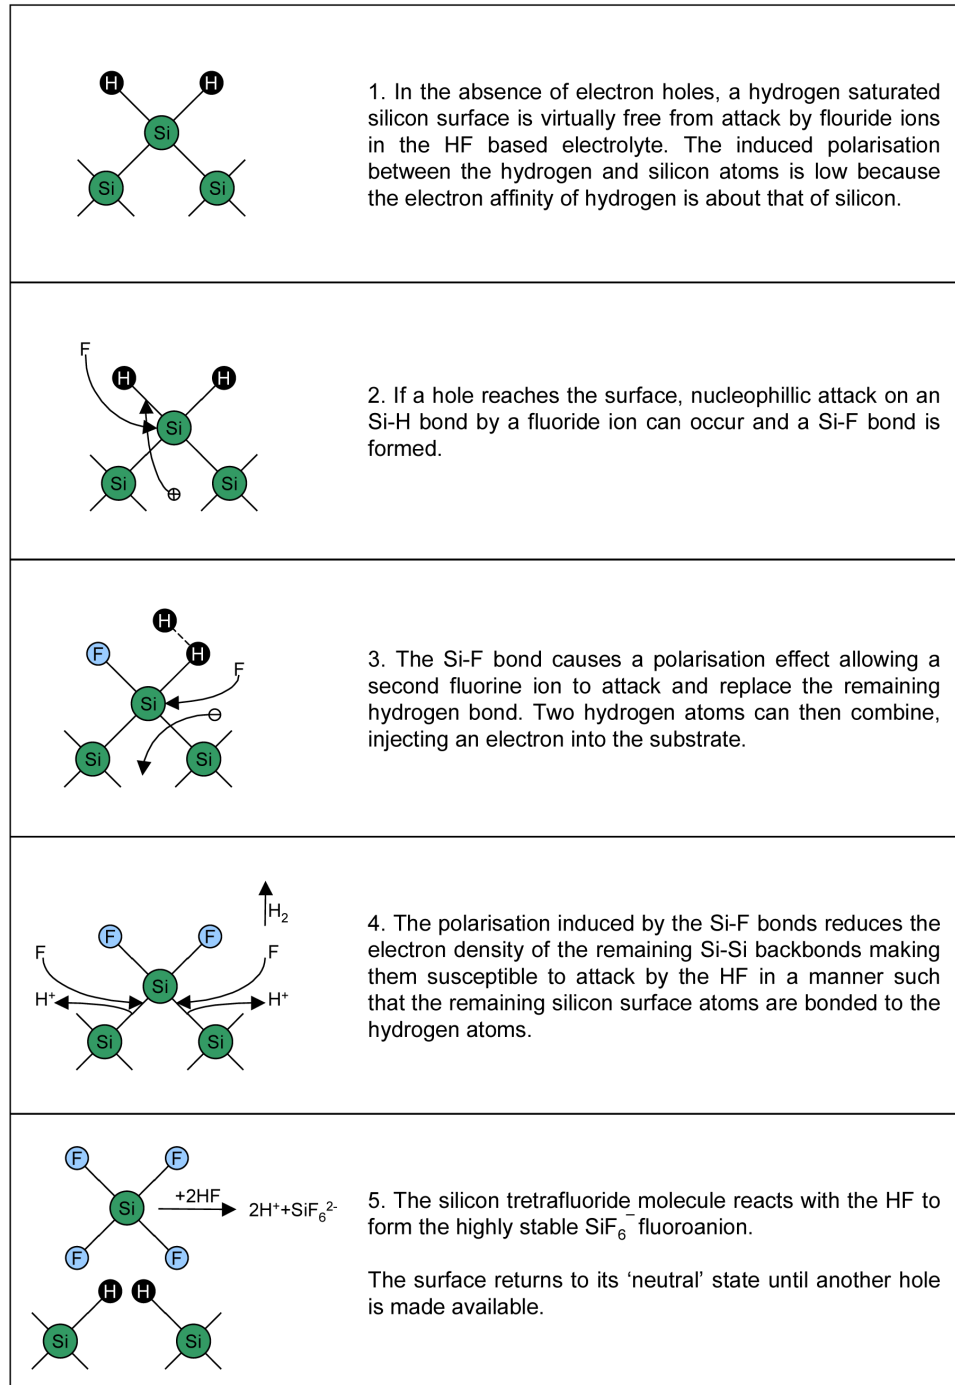 H H
Si
Si Si
1. In the absence of electron holes, a hydrogen saturated
silicon surface is virtually free from attack by flouride ions
in the HF based electrolyte. The induced polarisation
between the hydrogen and silicon atoms is low because
the electron affinity of hydrogen is about that of silicon.
F
H H
Si
Si Si
⊕
2. If a hole reaches the surface, nucleophillic attack on an
Si-H bond by a fluoride ion can occur and a Si-F bond is
formed.
H
F H
F
Si
⊖
Si Si
3. The Si-F bond causes a polarisation effect allowing a
second fluorine ion to attack and replace the remaining
hydrogen bond. Two hydrogen atoms can then combine,
injecting an electron into the substrate.
H₂
F F
F F
Si
H⁺ H⁺
Si Si
4. The polarisation induced by the Si-F bonds reduces the
electron density of the remaining Si-Si backbonds making
them susceptible to attack by the HF in a manner such
that the remaining silicon surface atoms are bonded to the
hydrogen atoms.
F F
Si +2HF 2H⁺+SiF₆²⁻
F F
H H
Si Si
5. The silicon tretrafluoride molecule reacts with the HF to
form the highly stable SiF₆⁻ fluoroanion.
The surface returns to its ‘neutral’ state until another hole
is made available.